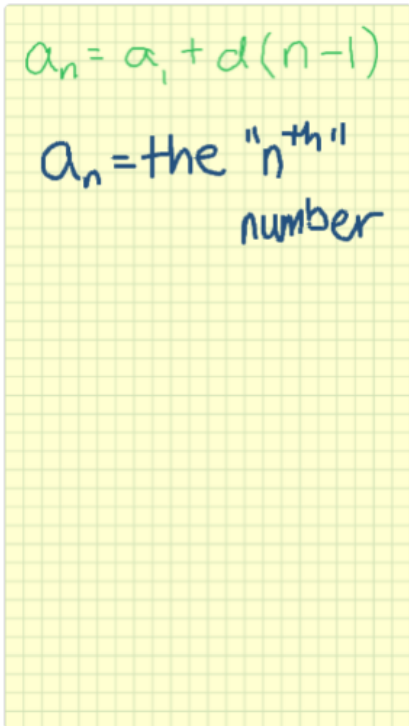 aₙ = a₁ + d(n-1)
aₙ = the "nᵗʰ"
number